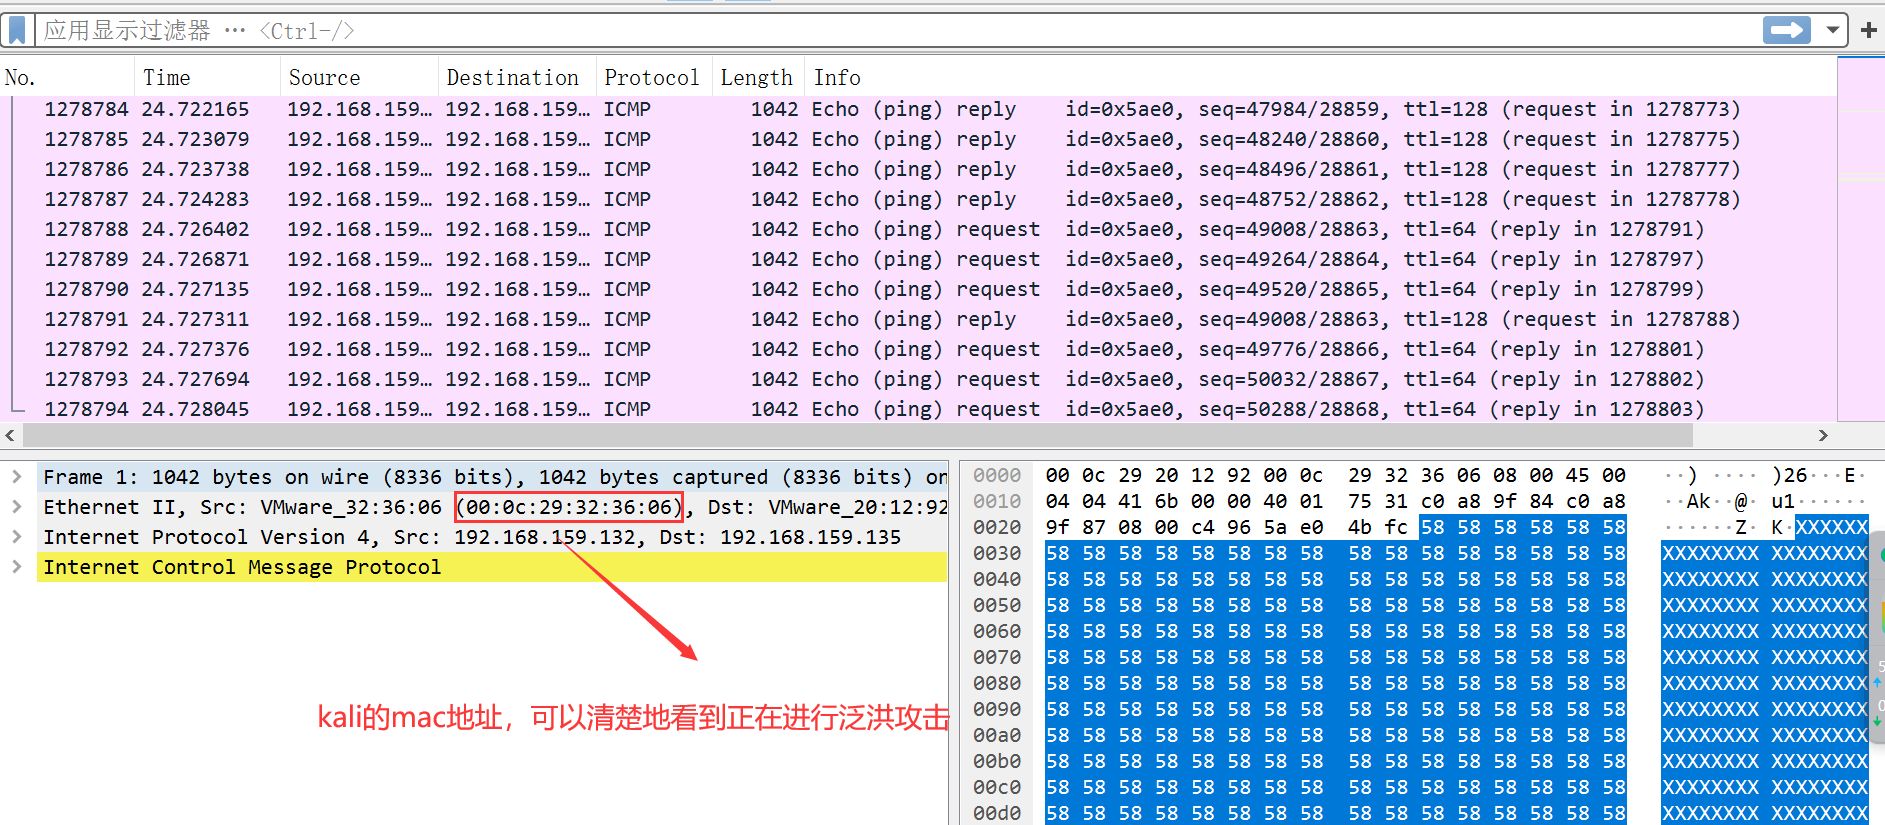 应用显示过滤器 … <Ctrl-/>
No. Time Source Destination Protocol Length Info
1278784 24.722165 192.168.159… 192.168.159… ICMP 1042 Echo (ping) reply id=0x5ae0, seq=47984/28859, ttl=128 (request in 1278773)
1278785 24.723079 192.168.159… 192.168.159… ICMP 1042 Echo (ping) reply id=0x5ae0, seq=48240/28860, ttl=128 (request in 1278775)
1278786 24.723738 192.168.159… 192.168.159… ICMP 1042 Echo (ping) reply id=0x5ae0, seq=48496/28861, ttl=128 (request in 1278777)
1278787 24.724283 192.168.159… 192.168.159… ICMP 1042 Echo (ping) reply id=0x5ae0, seq=48752/28862, ttl=128 (request in 1278778)
1278788 24.726402 192.168.159… 192.168.159… ICMP 1042 Echo (ping) request id=0x5ae0, seq=49008/28863, ttl=64 (reply in 1278791)
1278789 24.726871 192.168.159… 192.168.159… ICMP 1042 Echo (ping) request id=0x5ae0, seq=49264/28864, ttl=64 (reply in 1278797)
1278790 24.727135 192.168.159… 192.168.159… ICMP 1042 Echo (ping) request id=0x5ae0, seq=49520/28865, ttl=64 (reply in 1278799)
1278791 24.727311 192.168.159… 192.168.159… ICMP 1042 Echo (ping) reply id=0x5ae0, seq=49008/28863, ttl=128 (request in 1278788)
1278792 24.727376 192.168.159… 192.168.159… ICMP 1042 Echo (ping) request id=0x5ae0, seq=49776/28866, ttl=64 (reply in 1278801)
1278793 24.727694 192.168.159… 192.168.159… ICMP 1042 Echo (ping) request id=0x5ae0, seq=50032/28867, ttl=64 (reply in 1278802)
1278794 24.728045 192.168.159… 192.168.159… ICMP 1042 Echo (ping) request id=0x5ae0, seq=50288/28868, ttl=64 (reply in 1278803)
Frame 1: 1042 bytes on wire (8336 bits), 1042 bytes captured (8336 bits) on
Ethernet II, Src: VMware_32:36:06 (00:0c:29:32:36:06), Dst: VMware_20:12:92
Internet Protocol Version 4, Src: 192.168.159.132, Dst: 192.168.159.135
Internet Control Message Protocol
kali的mac地址，可以清楚地看到正在进行泛洪攻击
0000 00 0c 29 20 12 92 00 0c 29 32 36 06 08 00 45 00 ··) ···· )26···E·
0010 04 04 41 6b 00 00 40 01 75 31 c0 a8 9f 84 c0 a8 ··Ak··@· u1······
0020 9f 87 08 00 c4 96 5a e0 4b fc 58 58 58 58 58 58 ······Z· K·XXXXXX
0030 58 58 58 58 58 58 58 58 58 58 58 58 58 58 58 58 XXXXXXXX XXXXXXXX
0040 58 58 58 58 58 58 58 58 58 58 58 58 58 58 58 58 XXXXXXXX XXXXXXXX
0050 58 58 58 58 58 58 58 58 58 58 58 58 58 58 58 58 XXXXXXXX XXXXXXXX
0060 58 58 58 58 58 58 58 58 58 58 58 58 58 58 58 58 XXXXXXXX XXXXXXXX
0070 58 58 58 58 58 58 58 58 58 58 58 58 58 58 58 58 XXXXXXXX XXXXXXXX
0080 58 58 58 58 58 58 58 58 58 58 58 58 58 58 58 58 XXXXXXXX XXXXXXXX
0090 58 58 58 58 58 58 58 58 58 58 58 58 58 58 58 58 XXXXXXXX XXXXXXXX
00a0 58 58 58 58 58 58 58 58 58 58 58 58 58 58 58 58 XXXXXXXX XXXXXXXX
00b0 58 58 58 58 58 58 58 58 58 58 58 58 58 58 58 58 XXXXXXXX XXXXXXXX
00c0 58 58 58 58 58 58 58 58 58 58 58 58 58 58 58 58 XXXXXXXX XXXXXXXX
00d0 58 58 58 58 58 58 58 58 58 58 58 58 58 58 58 58 XXXXXXXX XXXXXXXX